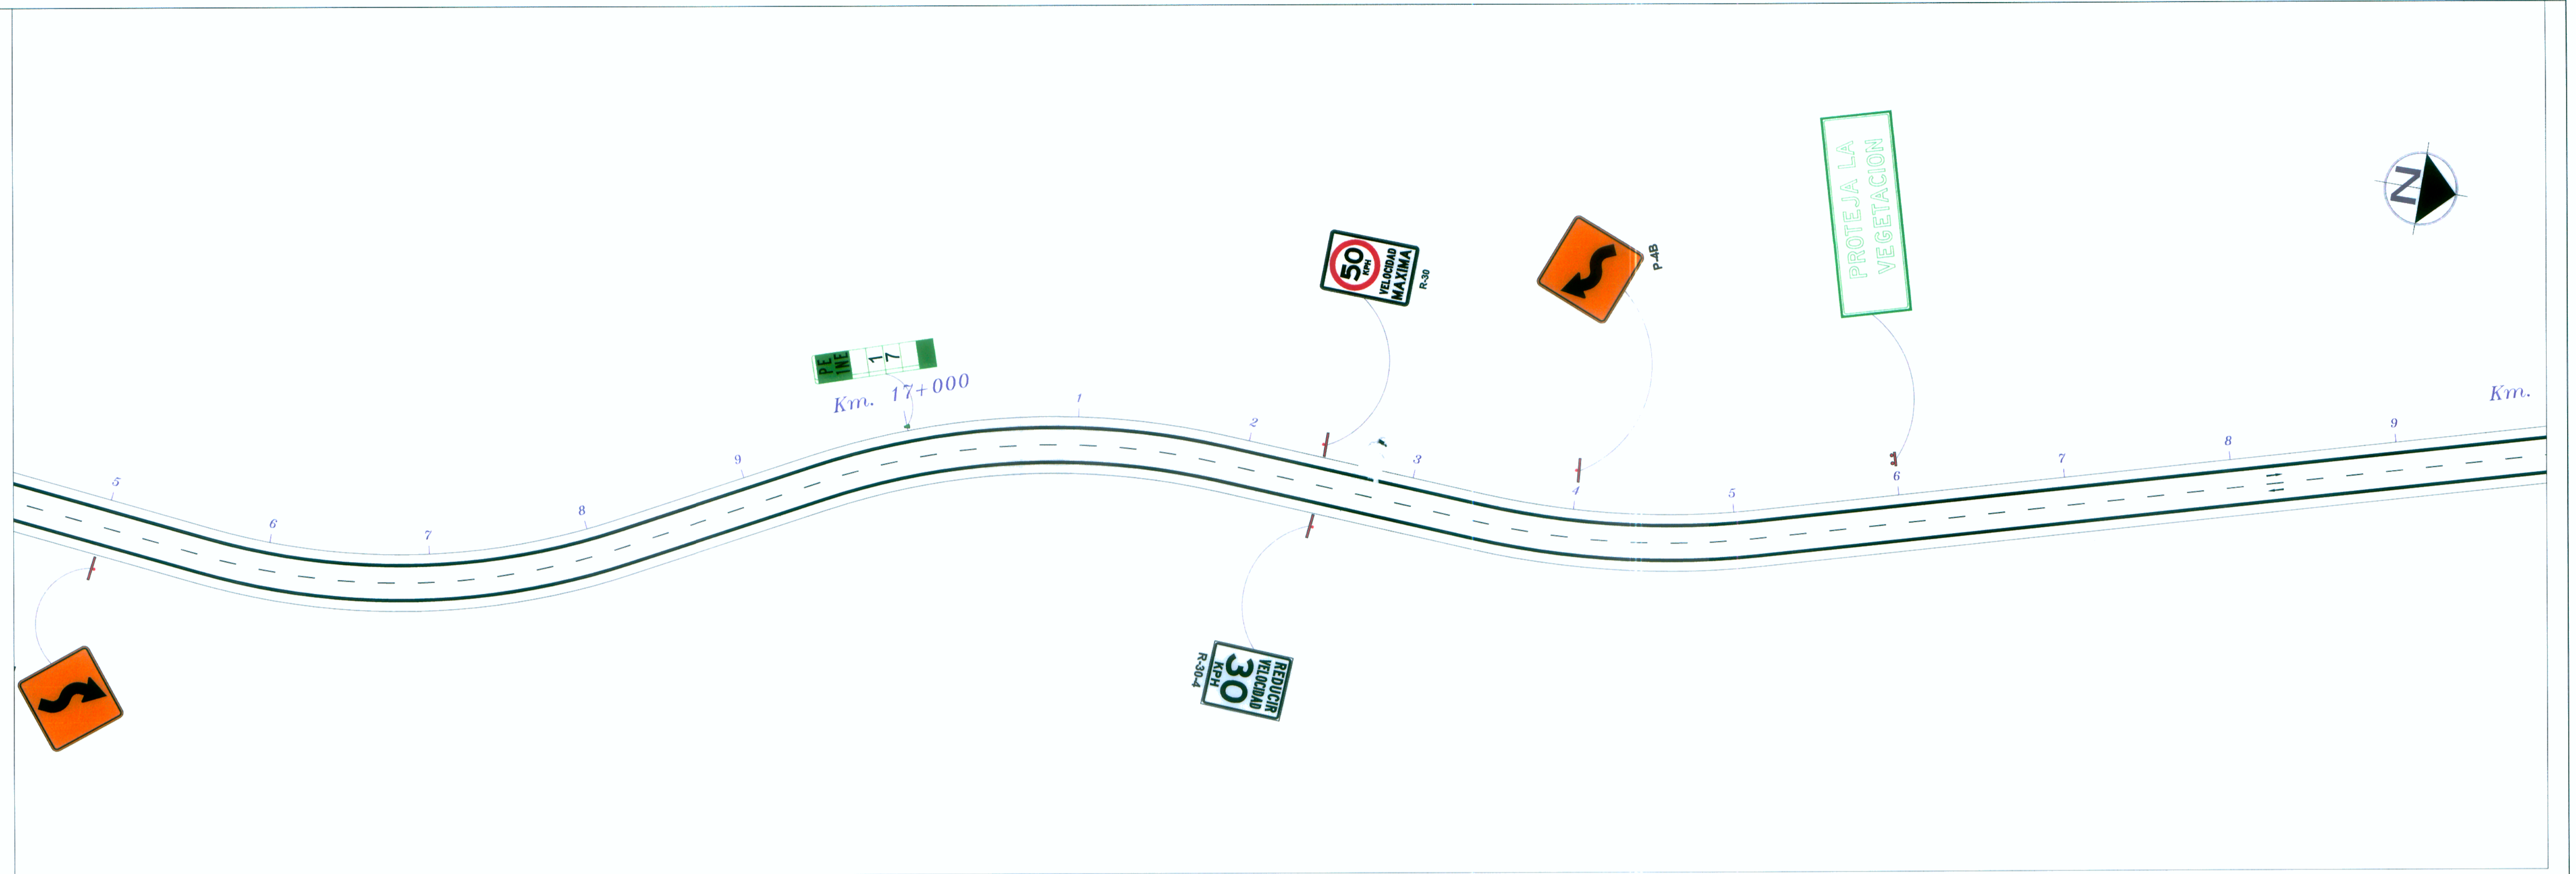 PROTEJA LA
VEGETACION
N
50
KPH
VELOCIDAD
MAXIMA
R-30
P-4B
PE
1NE
1
7
Km. 17+000
Km.
5
6
7
8
9
1
2
3
4
5
6
7
8
9
REDUCIR
VELOCIDAD
30
KPH
R-30-4